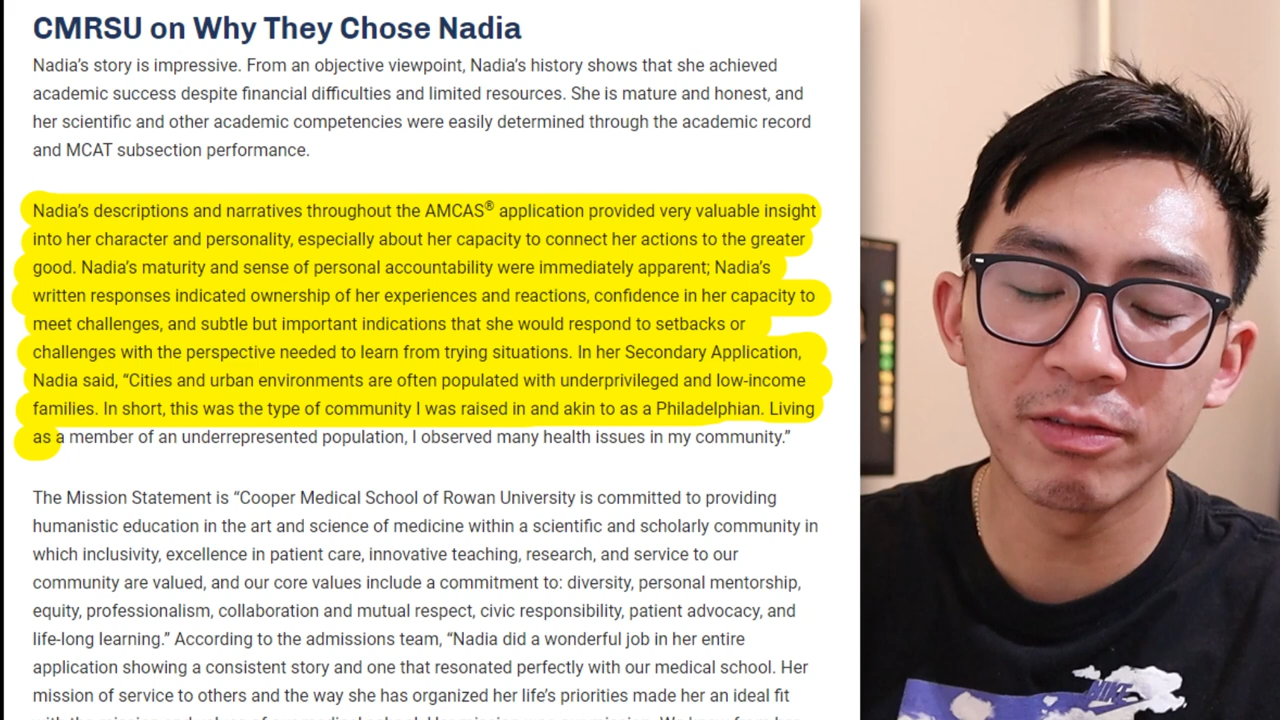 CMRSU on Why They Chose Nadia
Nadia’s story is impressive. From an objective viewpoint, Nadia’s history shows that she achieved
academic success despite financial difficulties and limited resources. She is mature and honest, and
her scientific and other academic competencies were easily determined through the academic record
and MCAT subsection performance.
Nadia’s descriptions and narratives throughout the AMCAS® application provided very valuable insight
into her character and personality, especially about her capacity to connect her actions to the greater
good. Nadia’s maturity and sense of personal accountability were immediately apparent; Nadia’s
written responses indicated ownership of her experiences and reactions, confidence in her capacity to
meet challenges, and subtle but important indications that she would respond to setbacks or
challenges with the perspective needed to learn from trying situations. In her Secondary Application,
Nadia said, “Cities and urban environments are often populated with underprivileged and low-income
families. In short, this was the type of community I was raised in and akin to as a Philadelphian. Living
as a member of an underrepresented population, I observed many health issues in my community.”
The Mission Statement is “Cooper Medical School of Rowan University is committed to providing
humanistic education in the art and science of medicine within a scientific and scholarly community in
which inclusivity, excellence in patient care, innovative teaching, research, and service to our
community are valued, and our core values include a commitment to: diversity, personal mentorship,
equity, professionalism, collaboration and mutual respect, civic responsibility, patient advocacy, and
life-long learning.” According to the admissions team, “Nadia did a wonderful job in her entire
application showing a consistent story and one that resonated perfectly with our medical school. Her
mission of service to others and the way she has organized her life’s priorities made her an ideal fit
NIKE